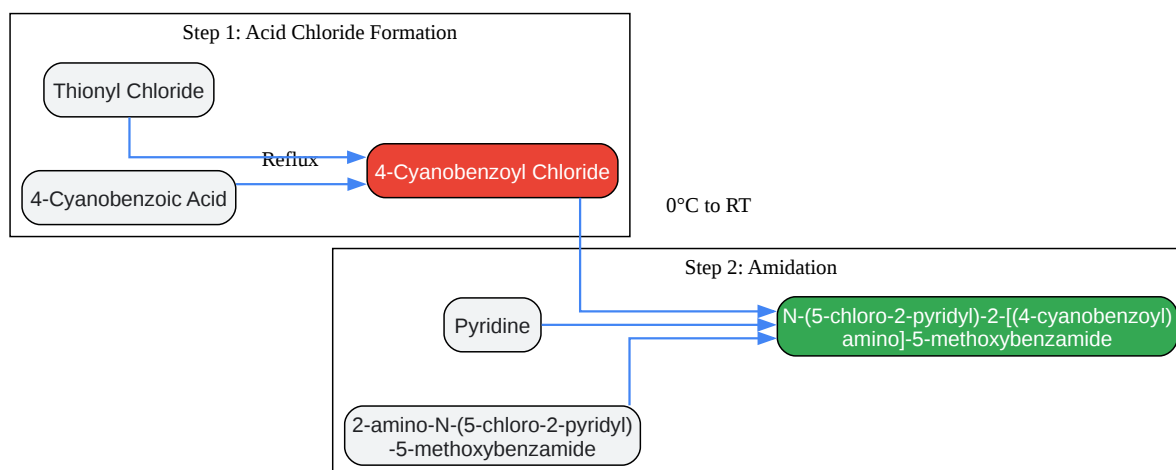 Step 1: Acid Chloride Formation
Thionyl Chloride
Reflux
4-Cyanobenzoyl Chloride
4-Cyanobenzoic Acid
0°C to RT
Step 2: Amidation
Pyridine
N-(5-chloro-2-pyridyl)-2-[(4-cyanobenzoyl)
amino]-5-methoxybenzamide
2-amino-N-(5-chloro-2-pyridyl)
-5-methoxybenzamide